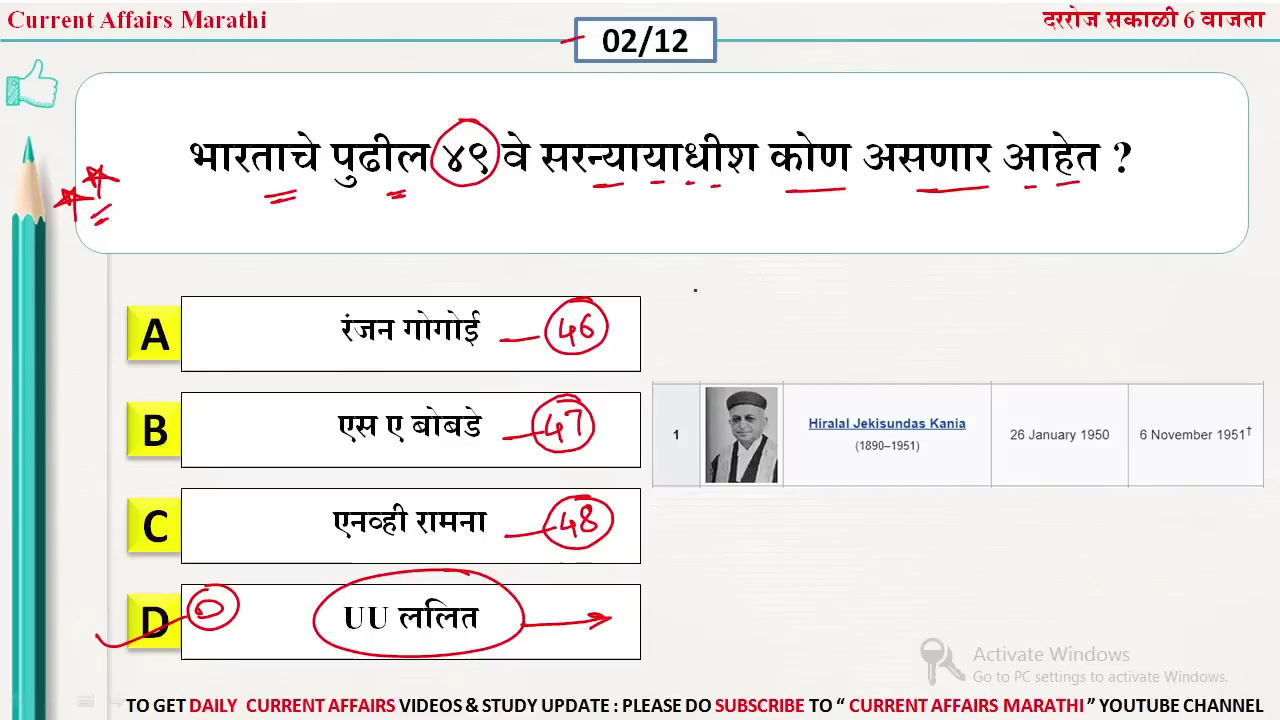 Current Affairs Marathi
दररोज सकाळी 6 वाजता
02/12
भारताचे पुढील ४९ वे सरन्यायाधीश कोण असणार आहेत ?
A रंजन गोगोई 46
B एस ए बोबडे 47
C एनव्ही रामना 48
D UU ललित
1 Hiralal Jekisundas Kania 26 January 1950 6 November 1951†
(1890–1951)
Activate Windows
Go to PC settings to activate Windows.
TO GET DAILY CURRENT AFFAIRS VIDEOS & STUDY UPDATE : PLEASE DO SUBSCRIBE TO “ CURRENT AFFAIRS MARATHI ” YOUTUBE CHANNEL